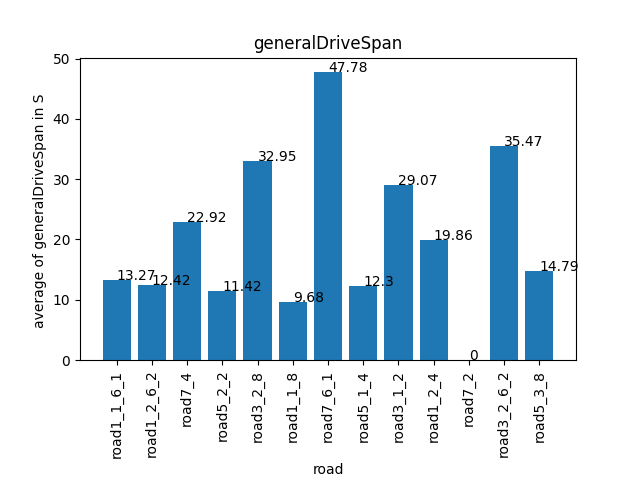 generalDriveSpan
average of generalDriveSpan in S
50
40
30
20
10
0
13.27
12.42
22.92
11.42
32.95
9.68
47.78
12.3
29.07
19.86
0
35.47
14.79
road1_1_6_1
road1_2_6_2
road7_4
road5_2_2
road3_2_8
road1_1_8
road7_6_1
road5_1_4
road3_1_2
road1_2_4
road7_2
road3_2_6_2
road5_3_8
road